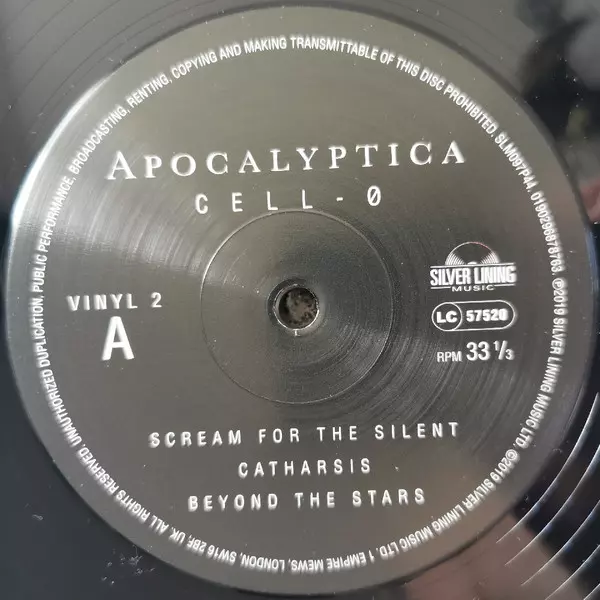 APOCALYPTICA
CELL-0
VINYL 2
A
SILVER LINING
MUSIC
LC 57520
RPM 33 1/3
SCREAM FOR THE SILENT
CATHARSIS
BEYOND THE STARS
℗2019 SILVER LINING MUSIC LTD. ©2019 SILVER LINING MUSIC LTD, 1 EMPIRE MEWS, LONDON, SW16 2BF, UK. ALL RIGHTS RESERVED. UNAUTHORIZED DUPLICATION, PUBLIC PERFORMANCE, BROADCASTING, RENTING, COPYING AND MAKING TRANSMITTABLE OF THIS DISC PROHIBITED. SLM097P44. 0190296878763.